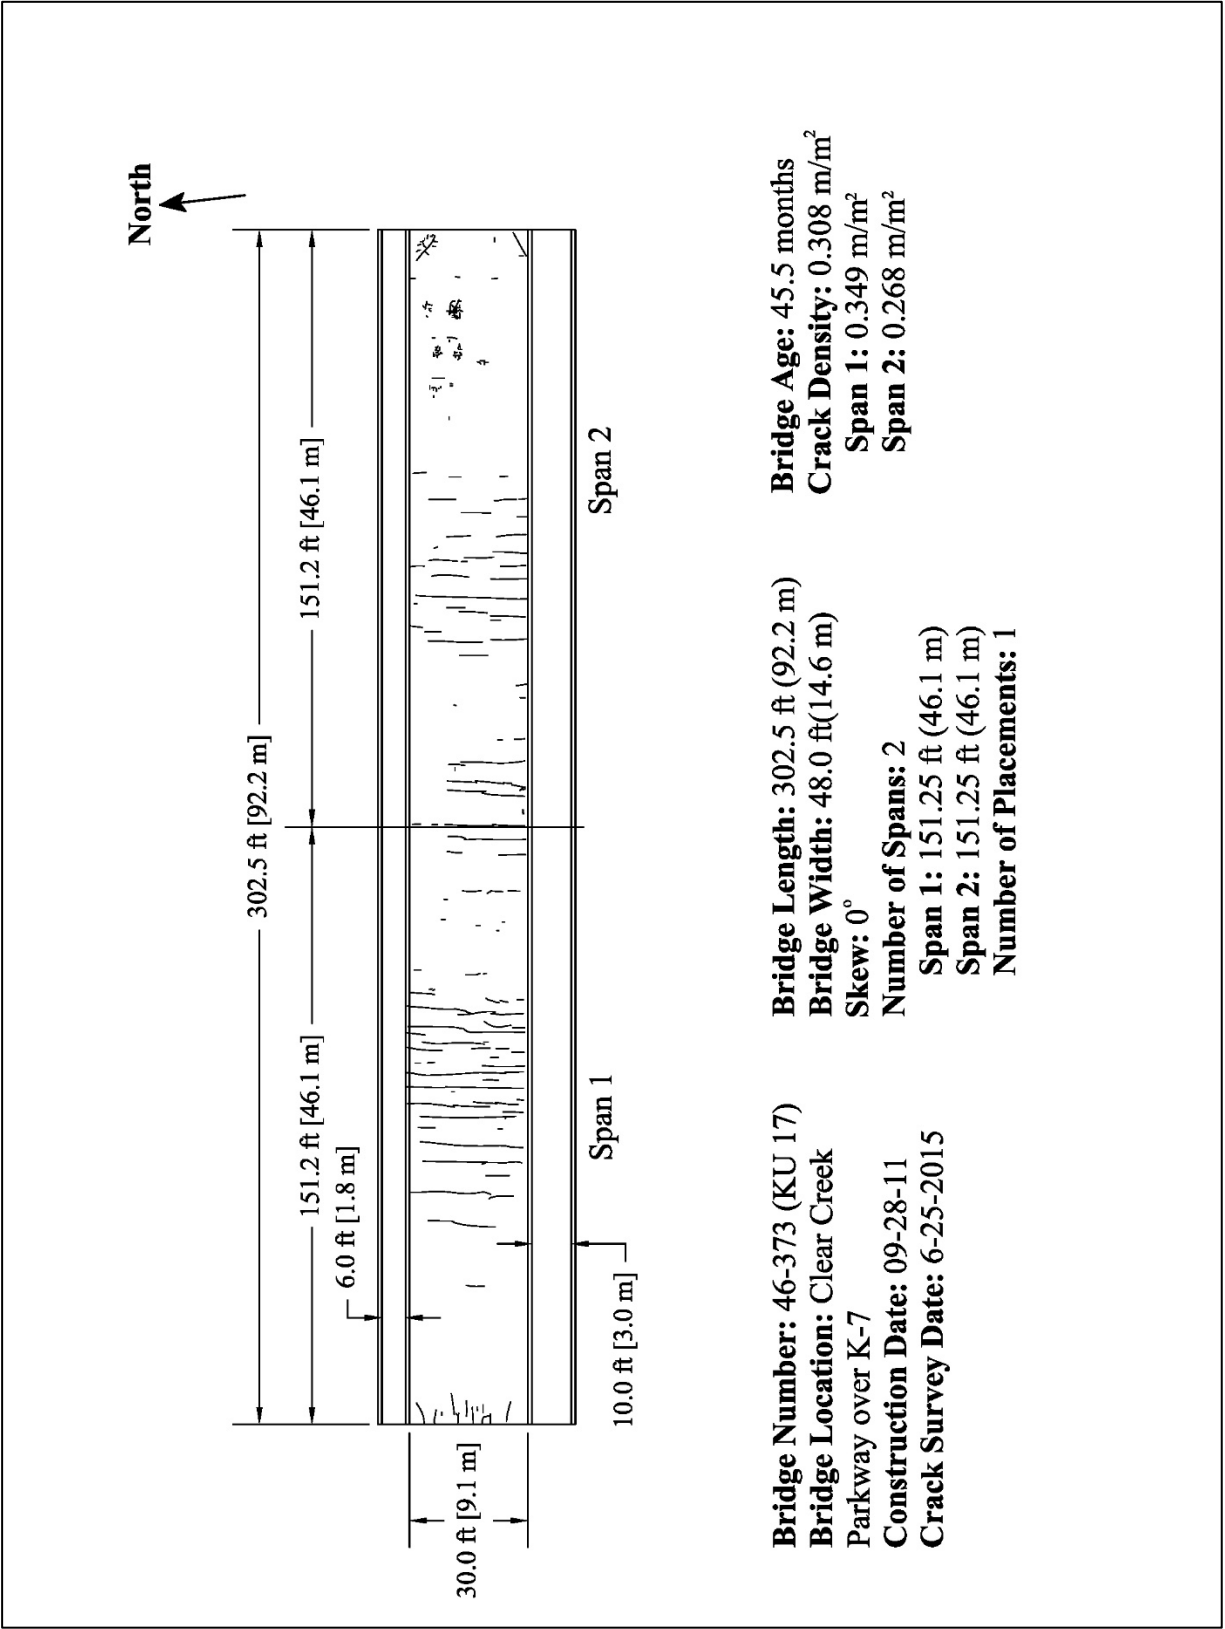 North
302.5 ft [92.2 m]
151.2 ft [46.1 m]
151.2 ft [46.1 m]
6.0 ft [1.8 m]
30.0 ft [9.1 m]
10.0 ft [3.0 m]
Span 1
Span 2
Bridge Number: 46-373 (KU 17)
Bridge Location: Clear Creek
Parkway over K-7
Construction Date: 09-28-11
Crack Survey Date: 6-25-2015
Bridge Length: 302.5 ft (92.2 m)
Bridge Width: 48.0 ft(14.6 m)
Skew: 0°
Number of Spans: 2
Span 1: 151.25 ft (46.1 m)
Span 2: 151.25 ft (46.1 m)
Number of Placements: 1
Bridge Age: 45.5 months
Crack Density: 0.308 m/m²
Span 1: 0.349 m/m²
Span 2: 0.268 m/m²